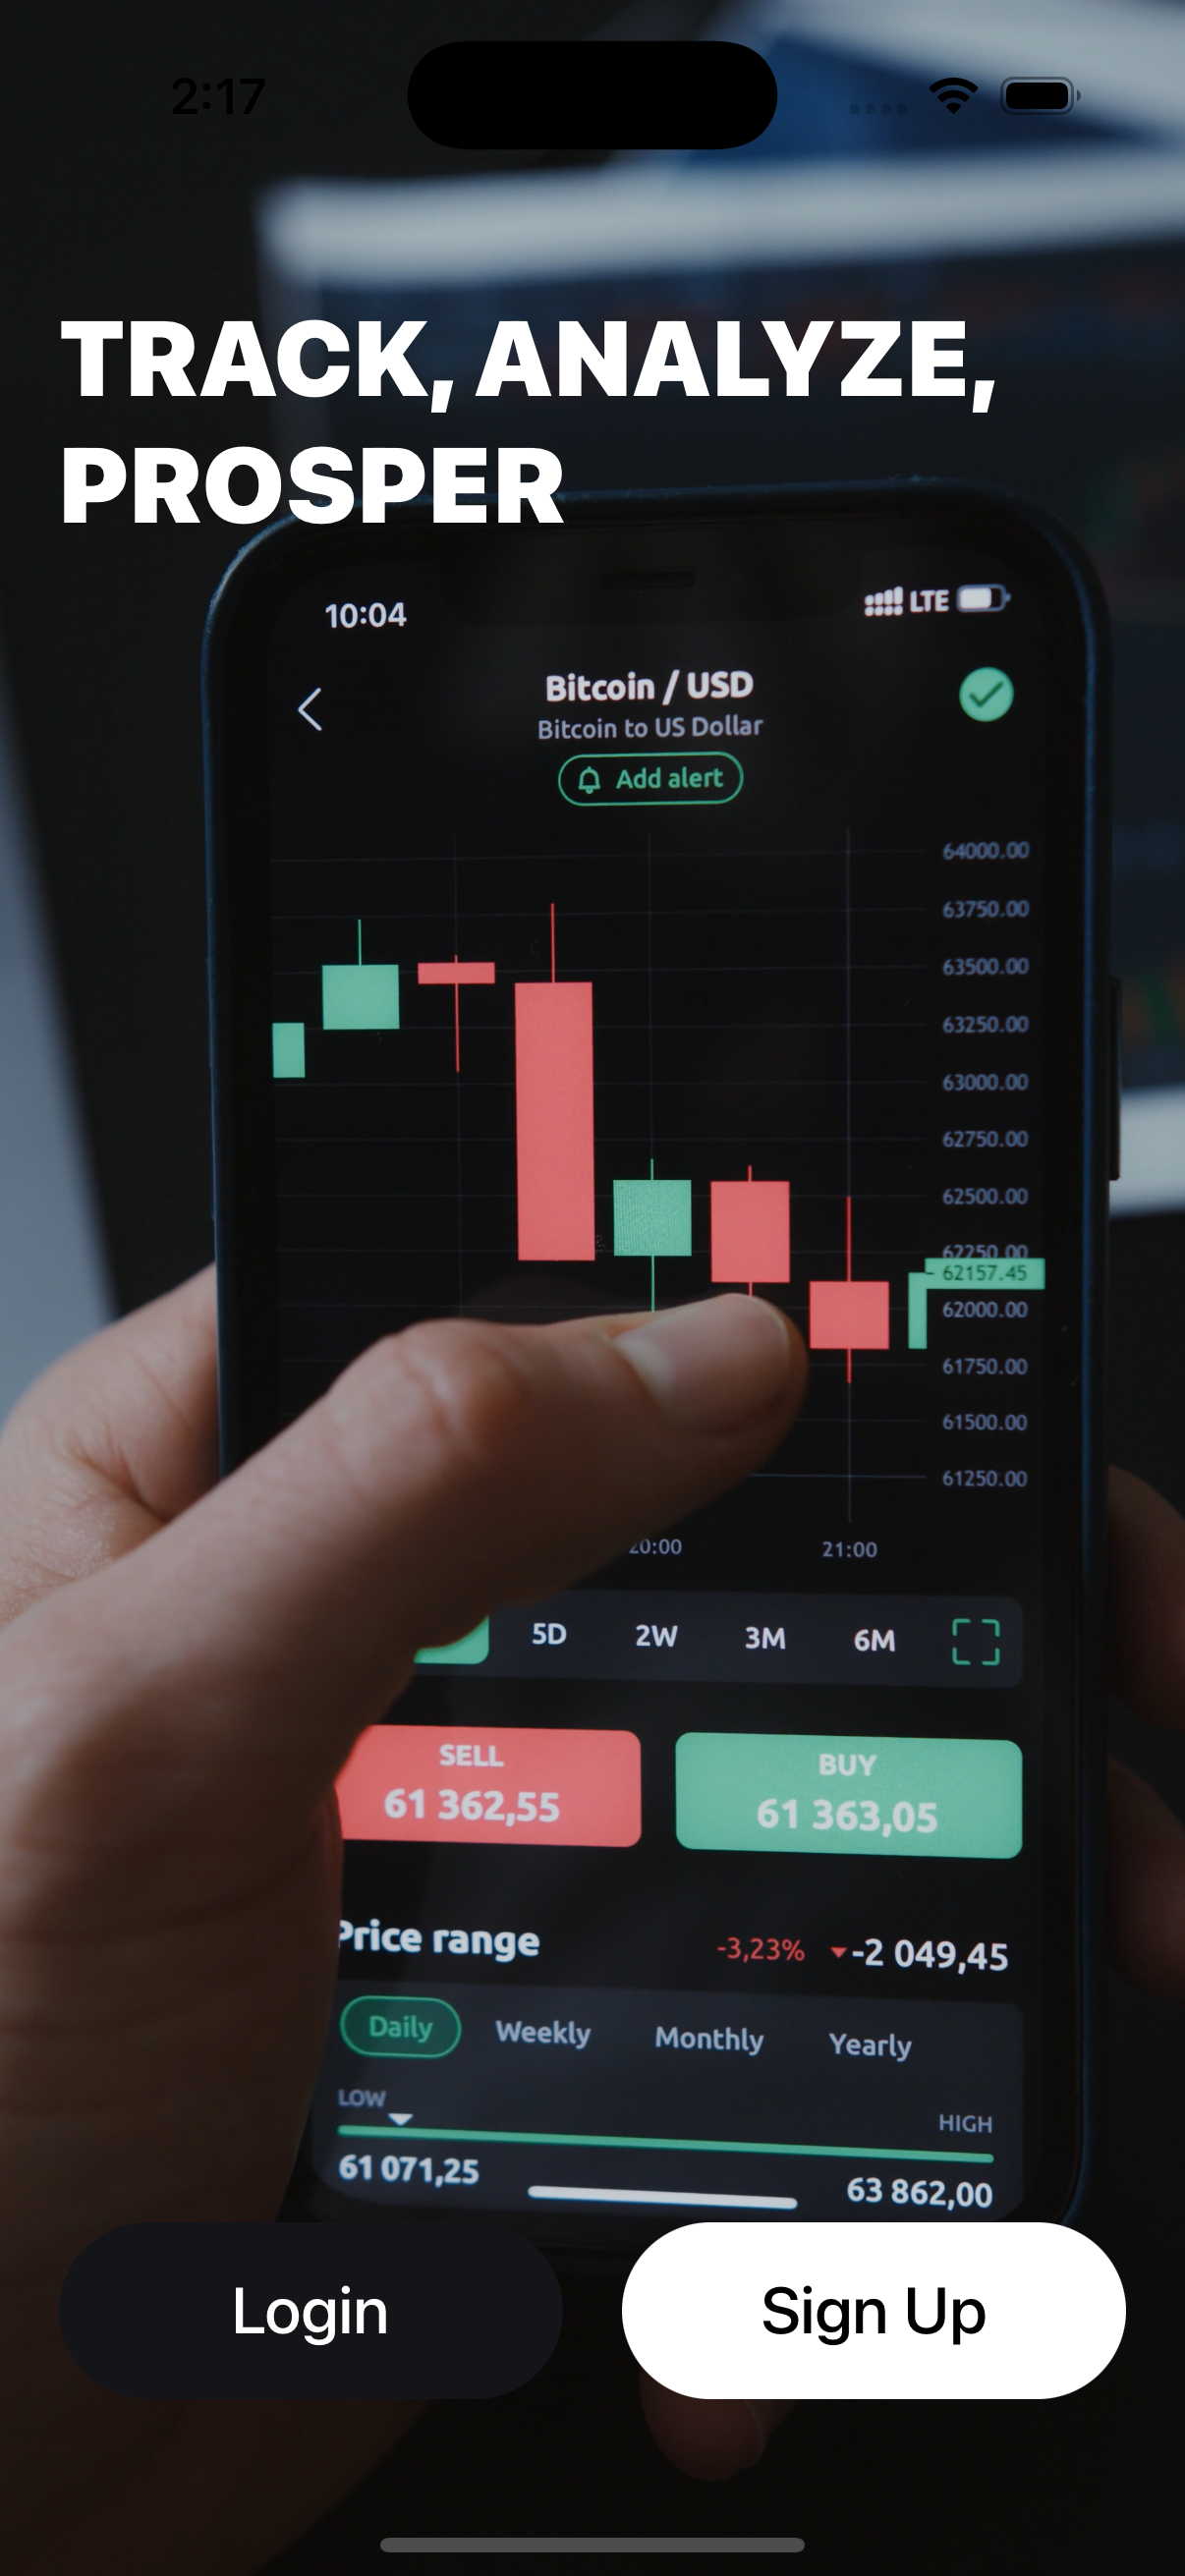 2:17
TRACK, ANALYZE,
PROSPER
10:04
LTE
Bitcoin / USD
Bitcoin to US Dollar
Add alert
64000.00
63750.00
63500.00
63250.00
63000.00
62750.00
62500.00
62250.00
62157.45
62000.00
61750.00
61500.00
61250.00
20:00 21:00
5D 2W 3M 6M
SELL BUY
61 362,55 61 363,05
Price range -3,23% -2 049,45
Daily Weekly Monthly Yearly
LOW HIGH
61 071,25 63 862,00
Login Sign Up